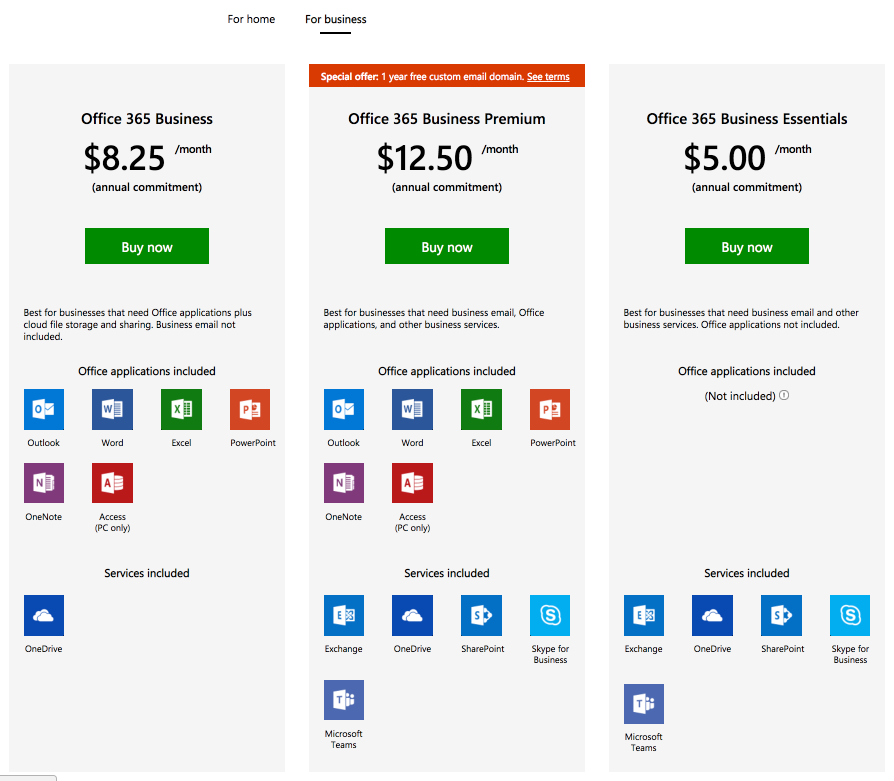 For home
For business
Office 365 Business
$8.25 /month
(annual commitment)
Buy now
Best for businesses that need Office applications plus
cloud file storage and sharing. Business email not
included.
Office applications included
Outlook
Word
Excel
PowerPoint
OneNote
Access
(PC only)
Services included
OneDrive
Special offer: 1 year free custom email domain. See terms
Office 365 Business Premium
$12.50 /month
(annual commitment)
Buy now
Best for businesses that need business email, Office
applications, and other business services.
Office applications included
Outlook
Word
Excel
PowerPoint
OneNote
Access
(PC only)
Services included
Exchange
OneDrive
SharePoint
Skype for
Business
Microsoft
Teams
Office 365 Business Essentials
$5.00 /month
(annual commitment)
Buy now
Best for businesses that need business email and other
business services. Office applications not included.
Office applications included
(Not included)
Services included
Exchange
OneDrive
SharePoint
Skype for
Business
Microsoft
Teams